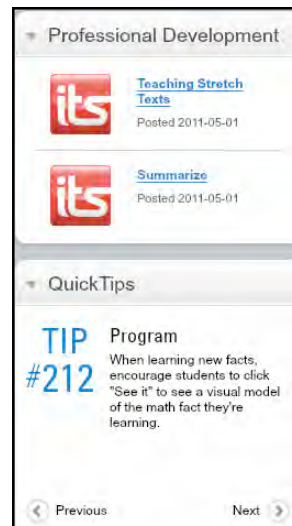 Professional Development
its
Teaching Stretch
Texts
Posted 2011-05-01
its
Summarize
Posted 2011-05-01
QuickTips
TIP
#212
Program
When learning new facts,
encourage students to click
"See it" to see a visual model
of the math fact they're
learning.
Previous
Next